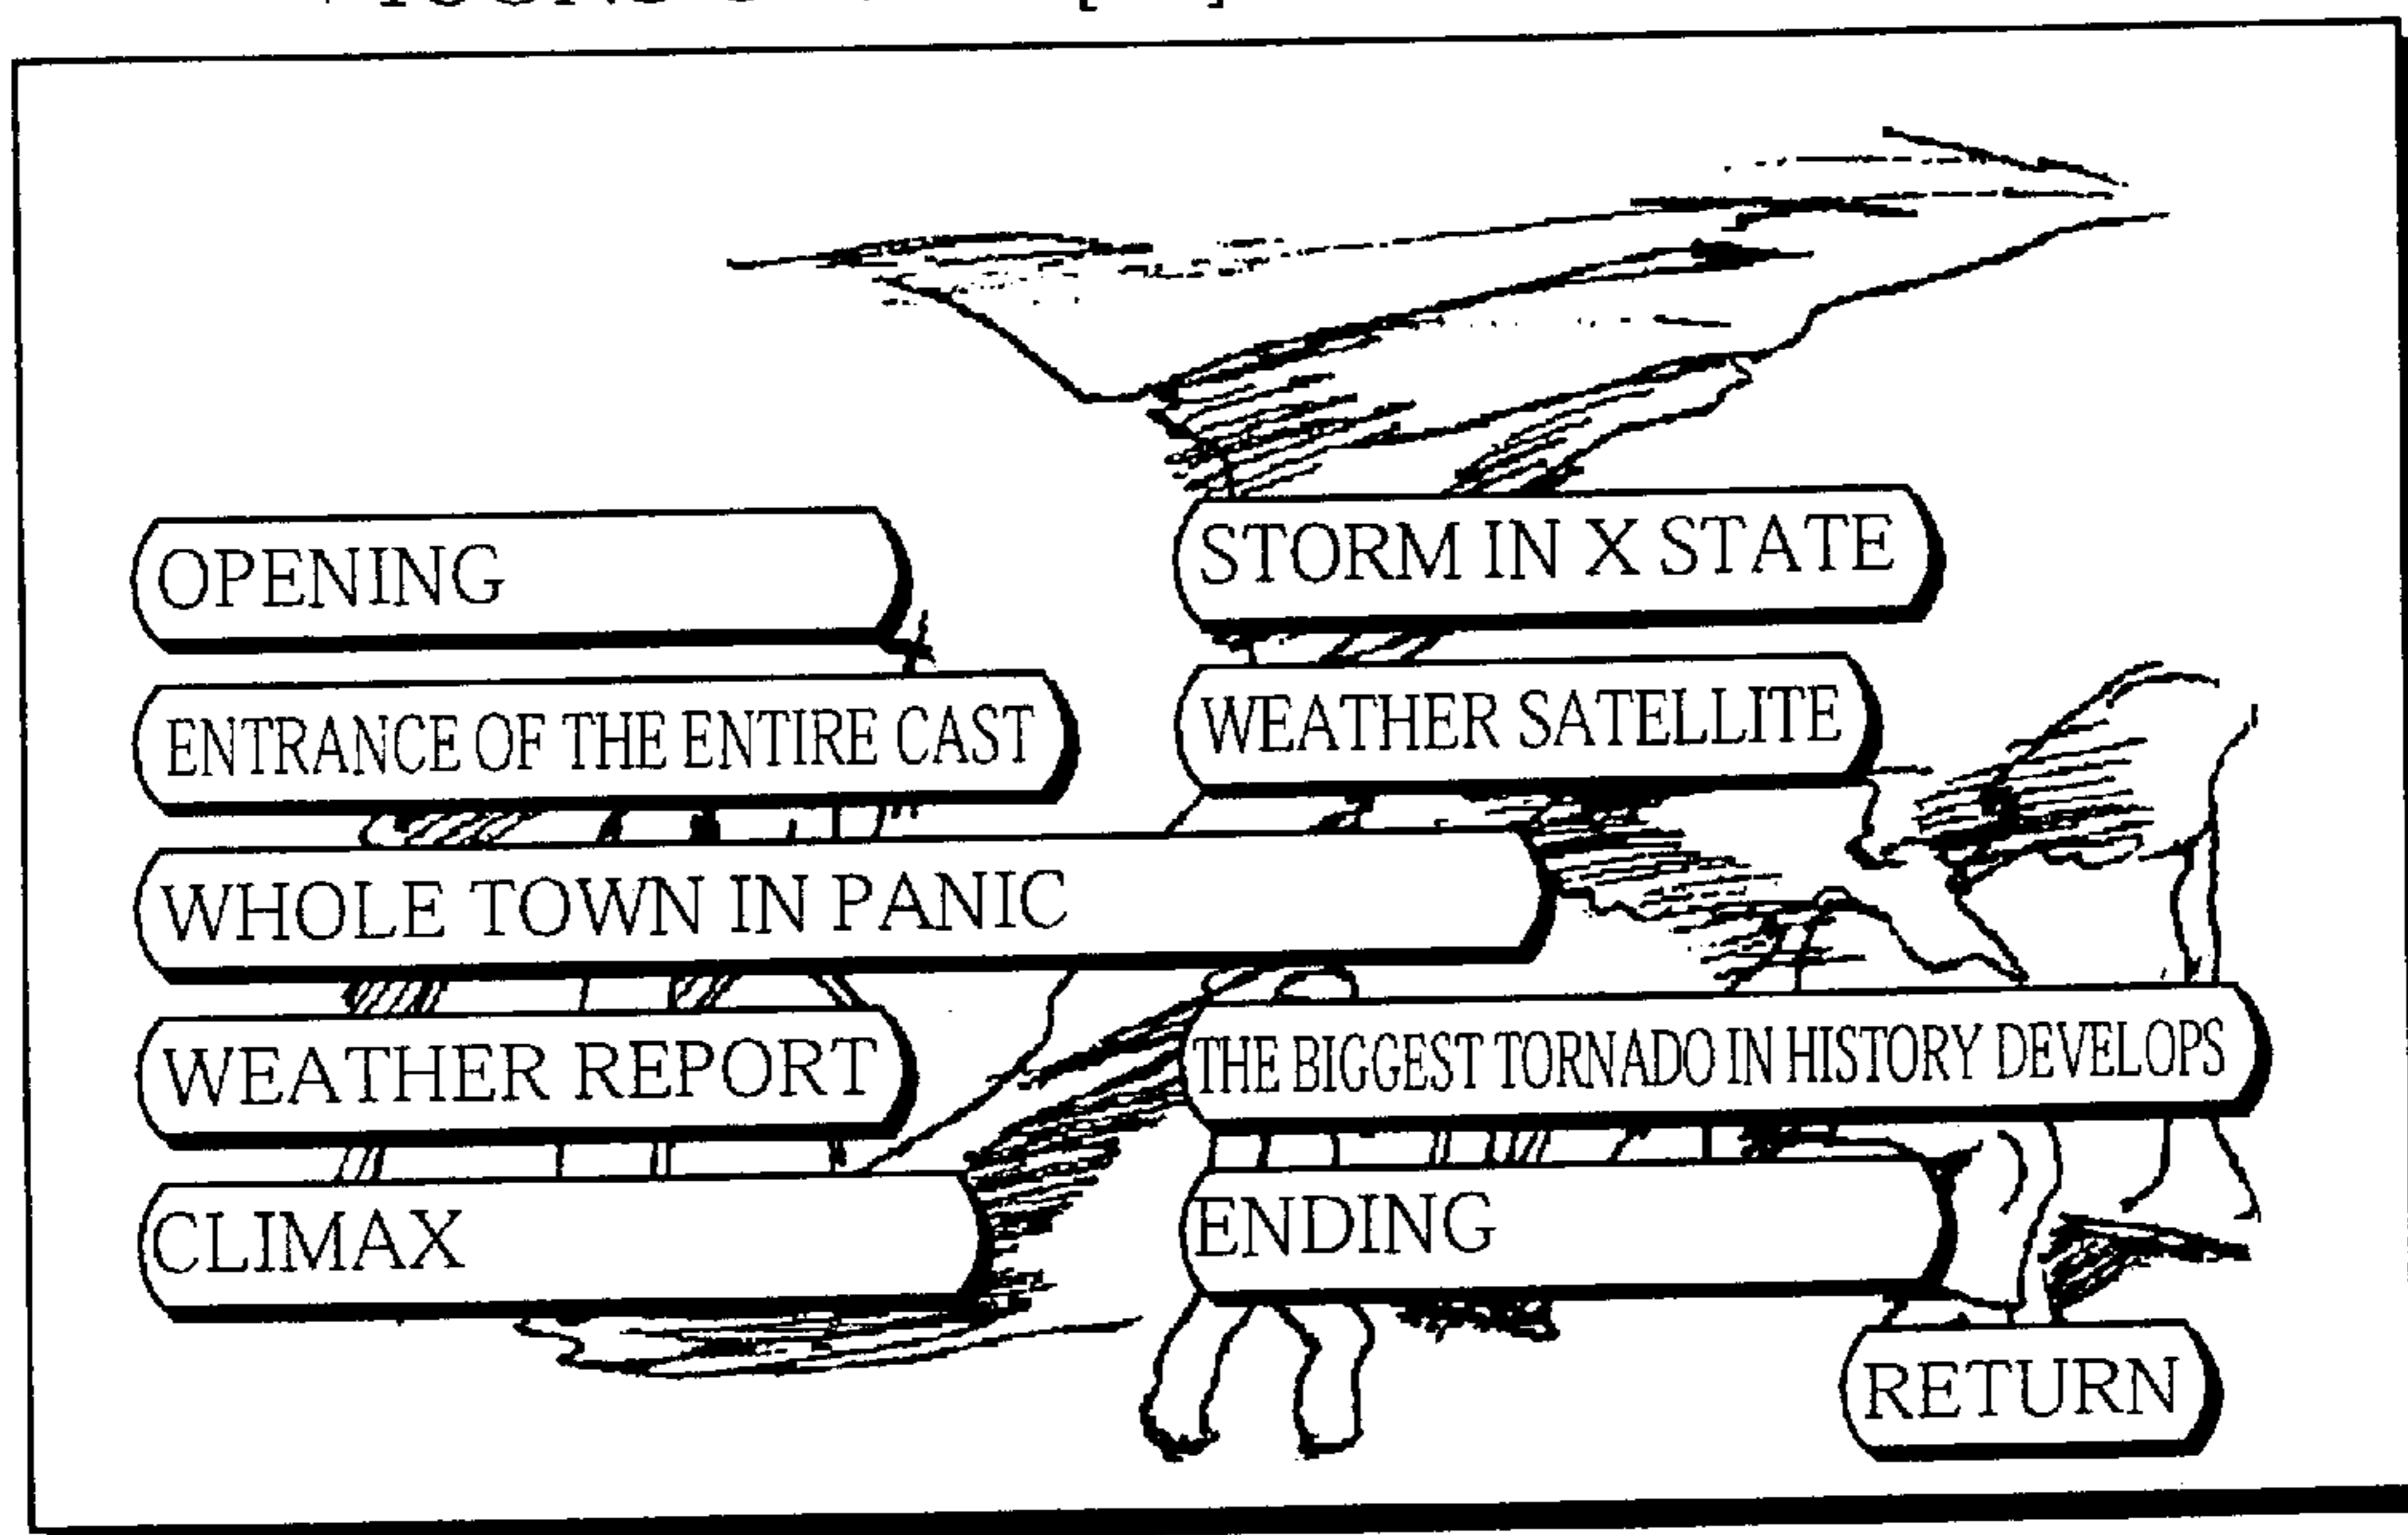 OPENING
ENTRANCE OF THE ENTIRE CAST
WHOLE TOWN IN PANIC
WEATHER REPORT
CLIMAX
STORM IN X STATE
WEATHER SATELLITE
THE BIGGEST TORNADO IN HISTORY DEVELOPS
ENDING
RETURN